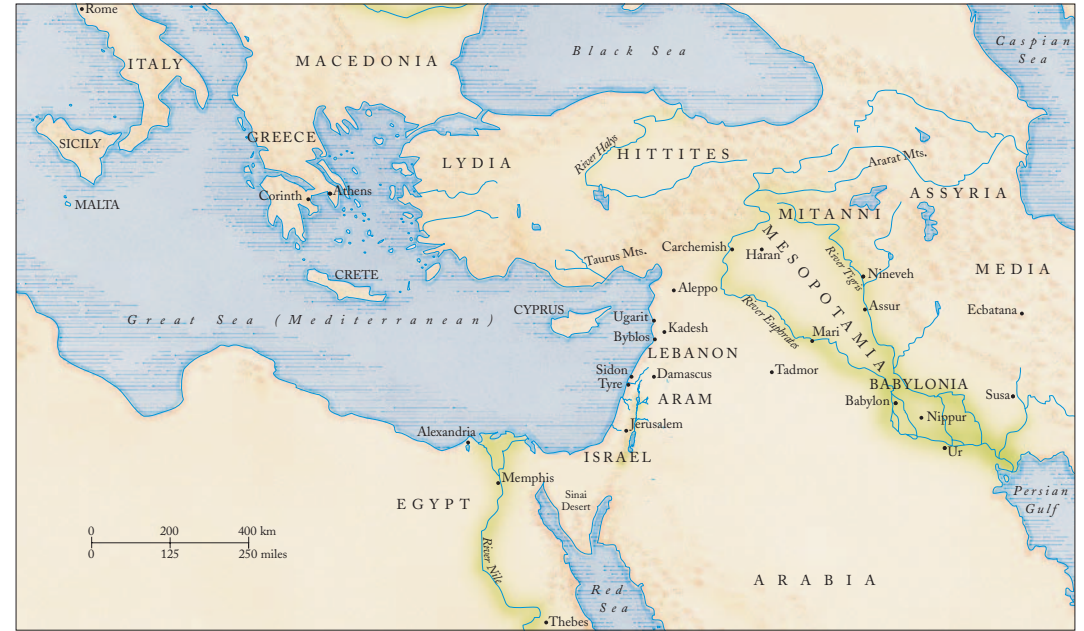 Rome
ITALY
MACEDONIA
Black Sea
Caspian
Sea
SICILY
GREECE
LYDIA
River Halys
HITTITES
Ararat Mts.
ASSYRIA
MALTA
Corinth
Athens
MITANNI
CRETE
Taurus Mts.
Carchemish
Haran
MESOPOTAMIA
River Tigris
Nineveh
MEDIA
Great Sea (Mediterranean)
CYPRUS
Aleppo
Ugarit
Kadesh
Byblos
River Euphrates
Assur
Mari
Ecbatana
LEBANON
Sidon
Tyre
Damascus
Tadmor
ARAM
BABYLONIA
Babylon
Susa
Nippur
Alexandria
Jerusalem
Ur
ISRAEL
Memphis
EGYPT
Sinai
Desert
Persian
Gulf
0 200 400 km
0 125 250 miles
River Nile
Red
Sea
ARABIA
Thebes